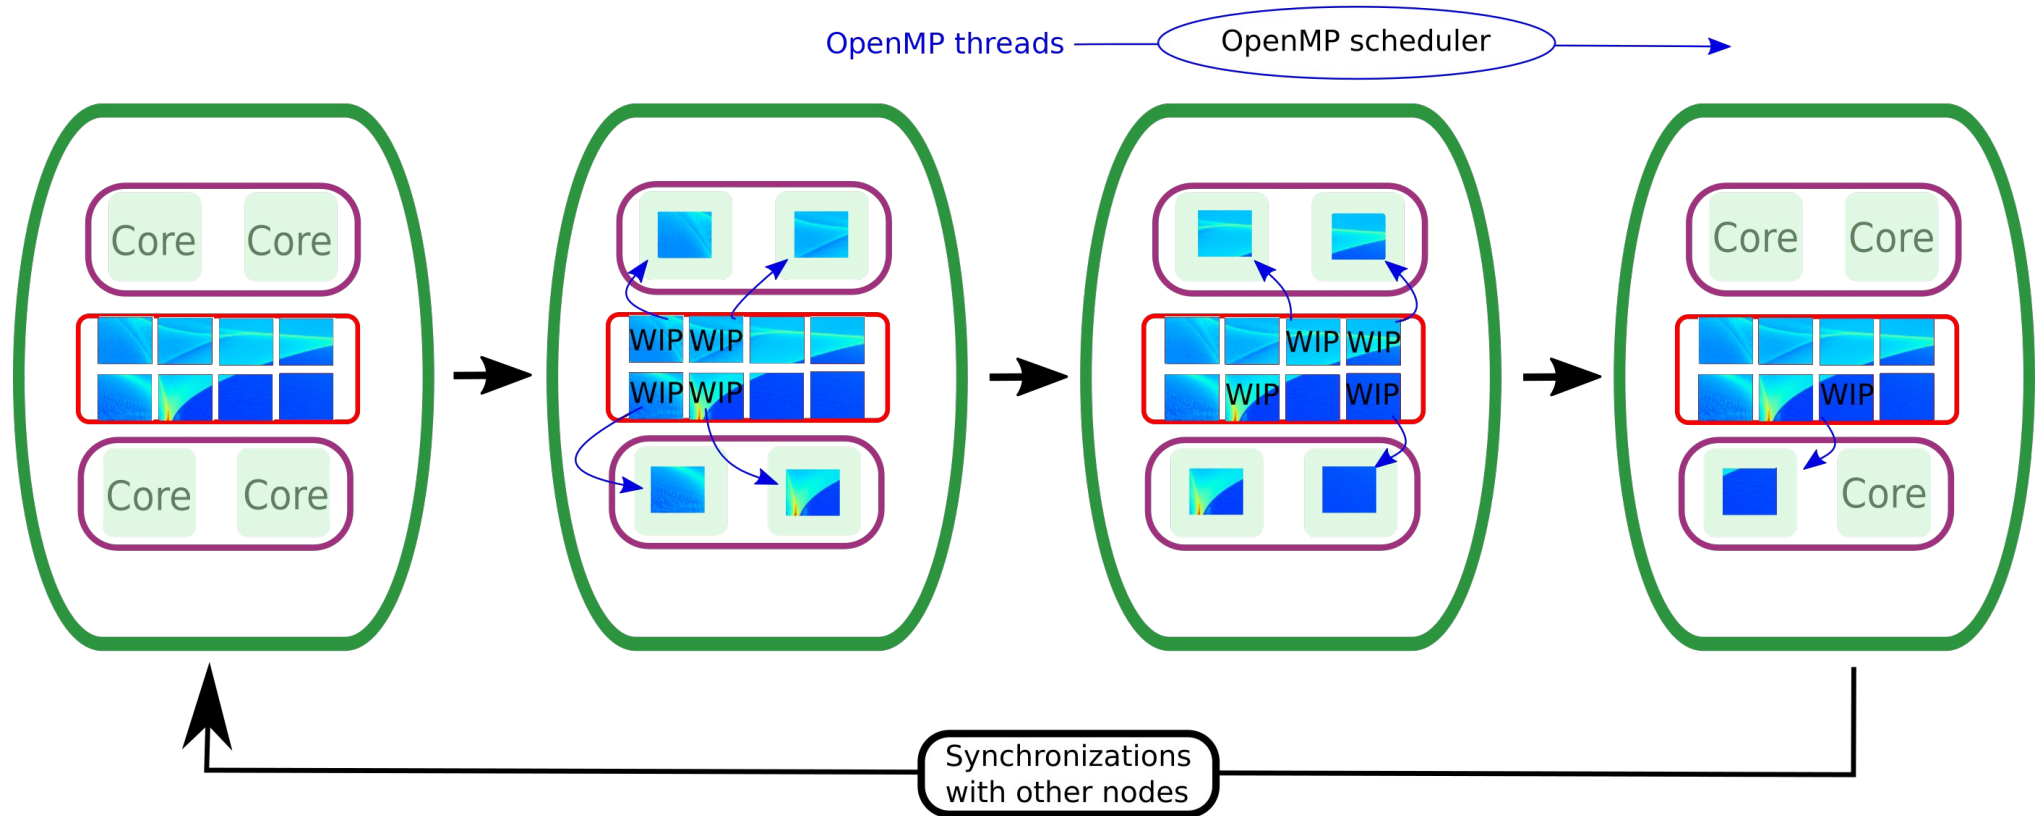 OpenMP threads OpenMP scheduler
Core Core Core Core
WIP WIP WIP WIP
WIP WIP WIP WIP WIP
Core Core Core
Synchronizations
with other nodes